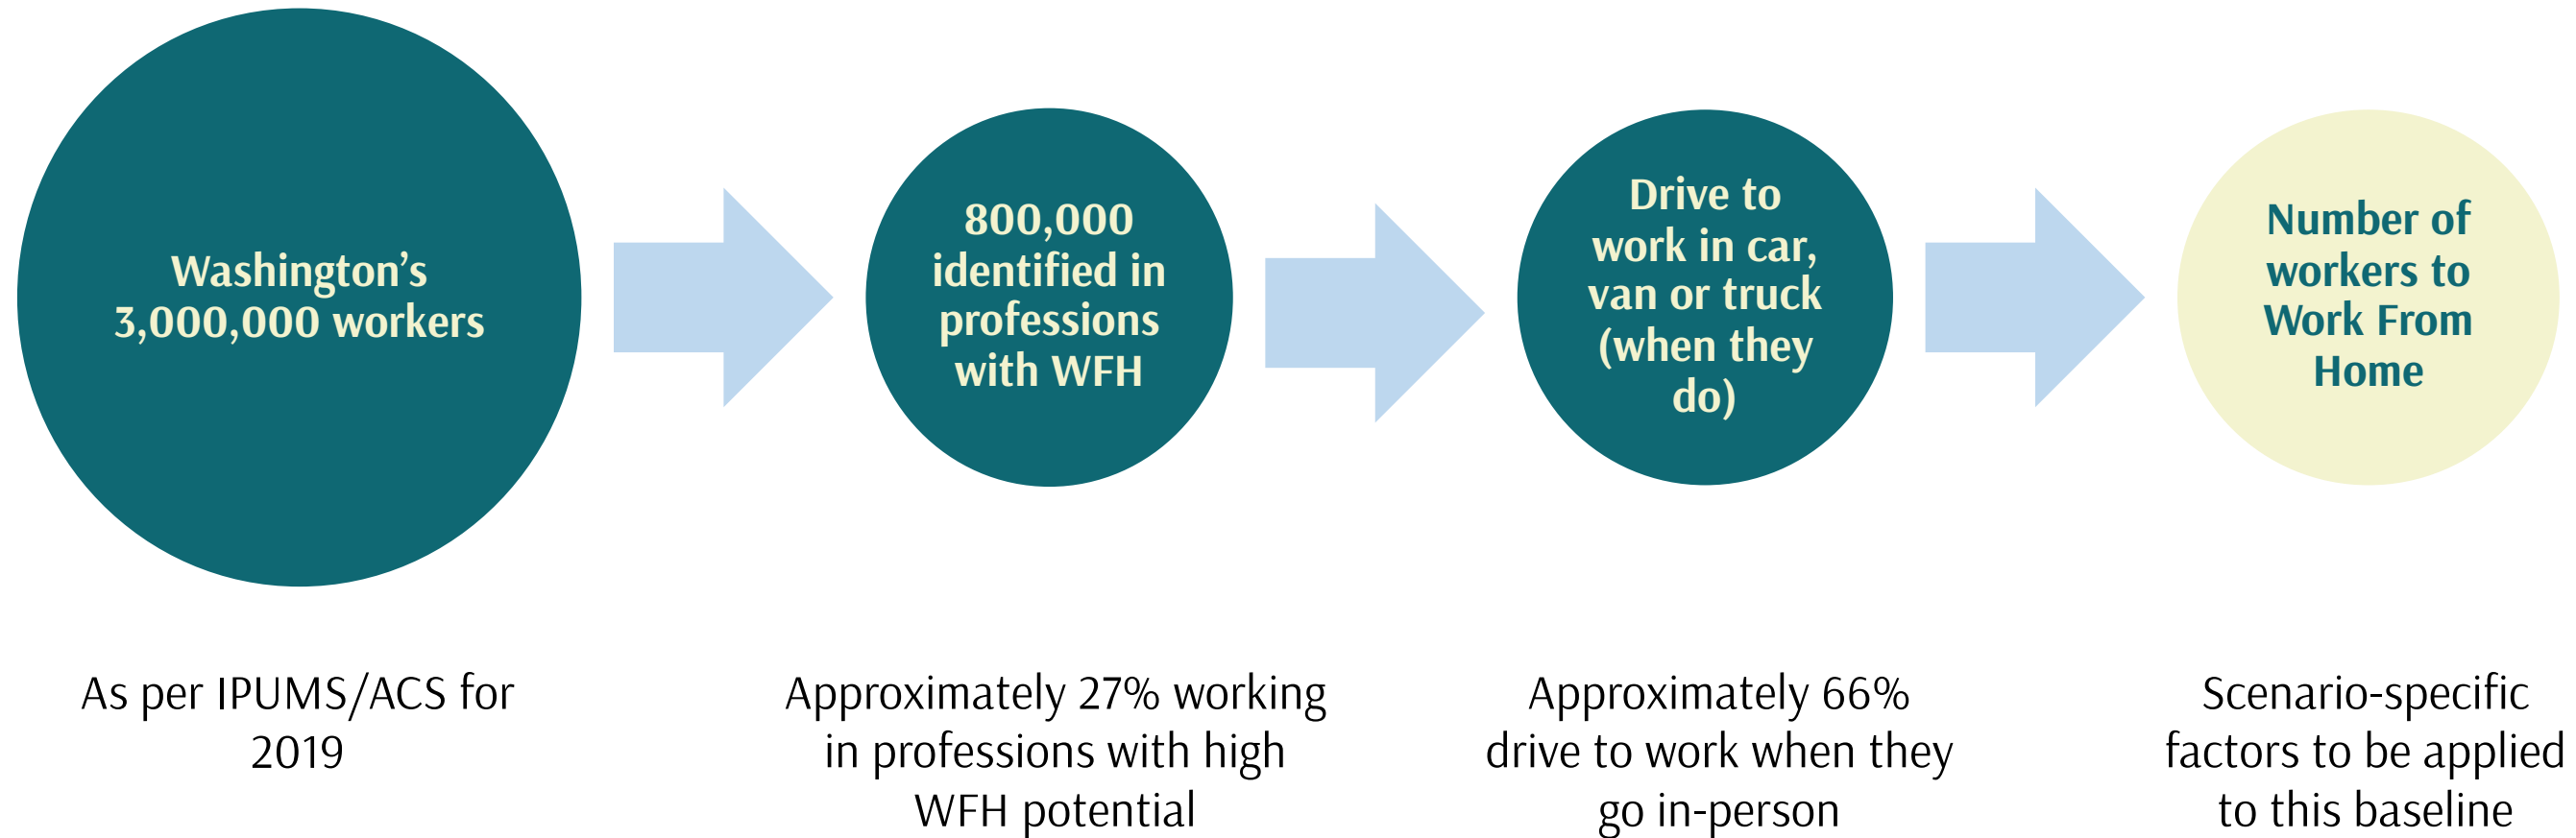 Washington’s
3,000,000 workers
800,000
identified in
professions
with WFH
Drive to
work in car,
van or truck
(when they
do)
Number of
workers to
Work From
Home
As per IPUMS/ACS for
2019
Approximately 27% working
in professions with high
WFH potential
Approximately 66%
drive to work when they
go in-person
Scenario-specific
factors to be applied
to this baseline